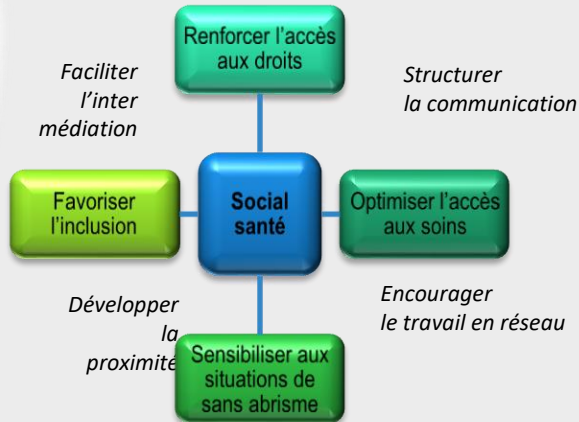 Renforcer l’accès
aux droits
Faciliter
l’inter
médiation
Structurer
la communication
Favoriser
l’inclusion
Social
santé
Optimiser l’accès
aux soins
Développer
la
proximité
Encourager
le travail en réseau
Sensibiliser aux
situations de
sans abrisme